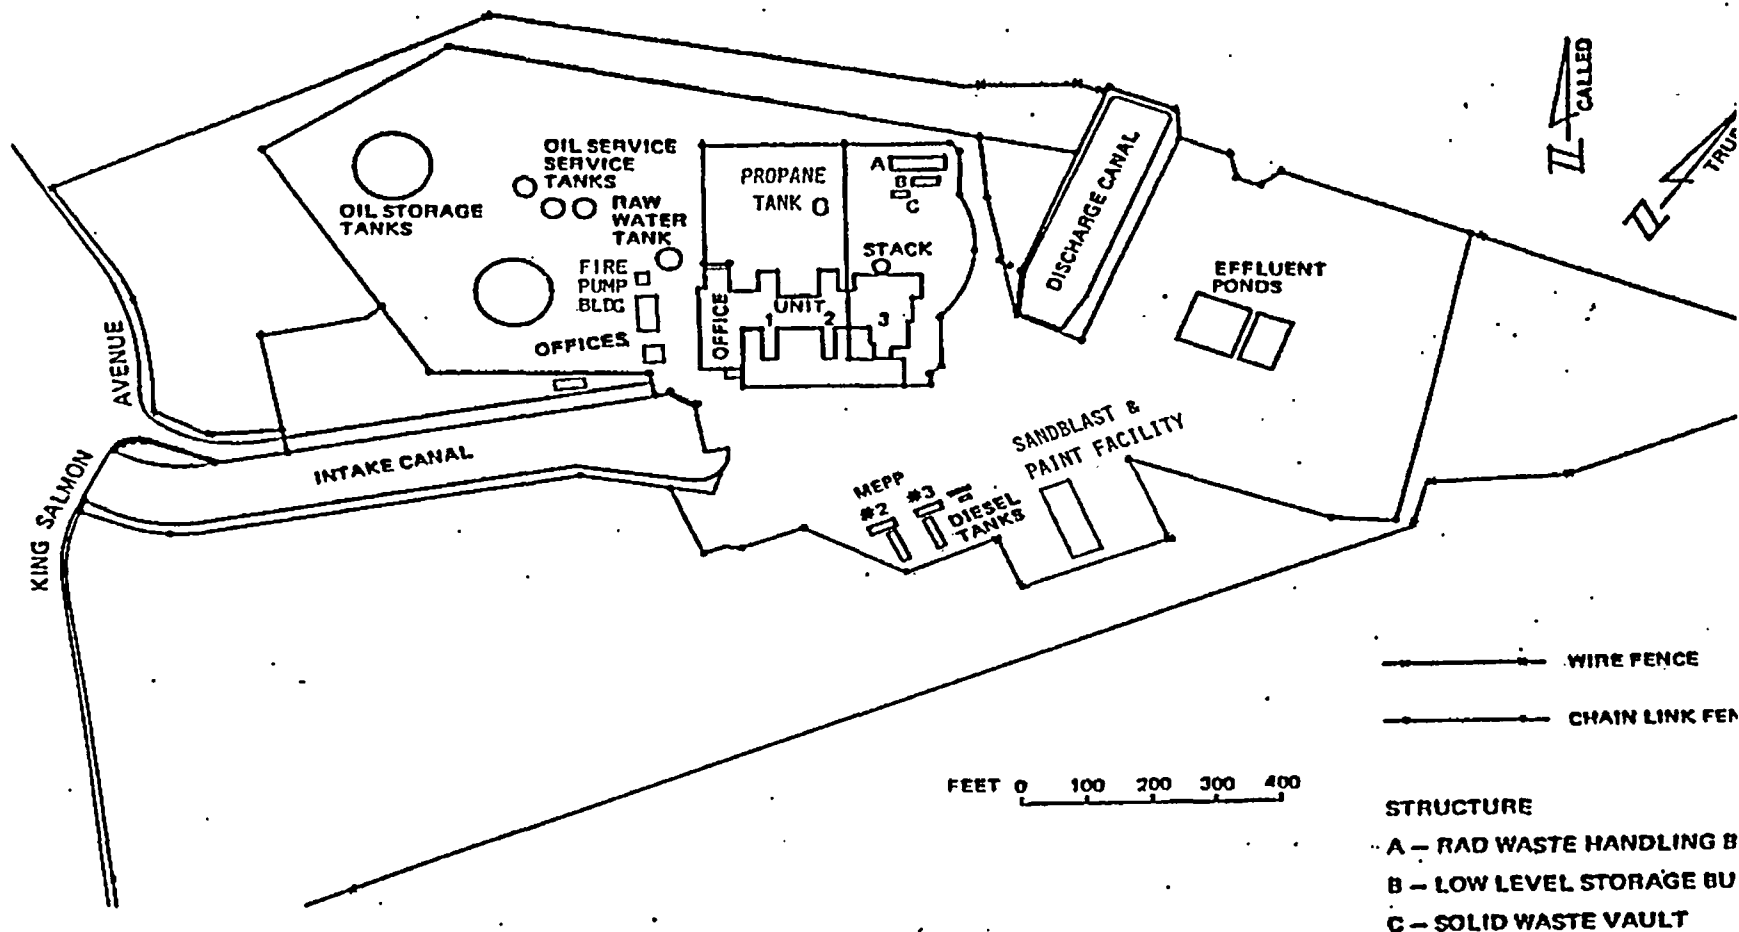 CALLED
OIL SERVICE
SERVICE
TANKS
PROPANE
TANK
A
B
C
DISCHARGE CANAL
OIL STORAGE
TANKS
RAW
WATER
TANK
STACK
FIRE
PUMP
BLDG
EFFLUENT
PONDS
OFFICE
UNIT
1 2 3
OFFICES
AVENUE
KING SALMON
INTAKE CANAL
SANDBLAST &
PAINT FACILITY
MEPP
#2 #3
DIESEL
TANKS
WIRE FENCE
CHAIN LINK FEN
FEET 0 100 200 300 400
STRUCTURE
A – RAD WASTE HANDLING B
B – LOW LEVEL STORAGE BU
C – SOLID WASTE VAULT